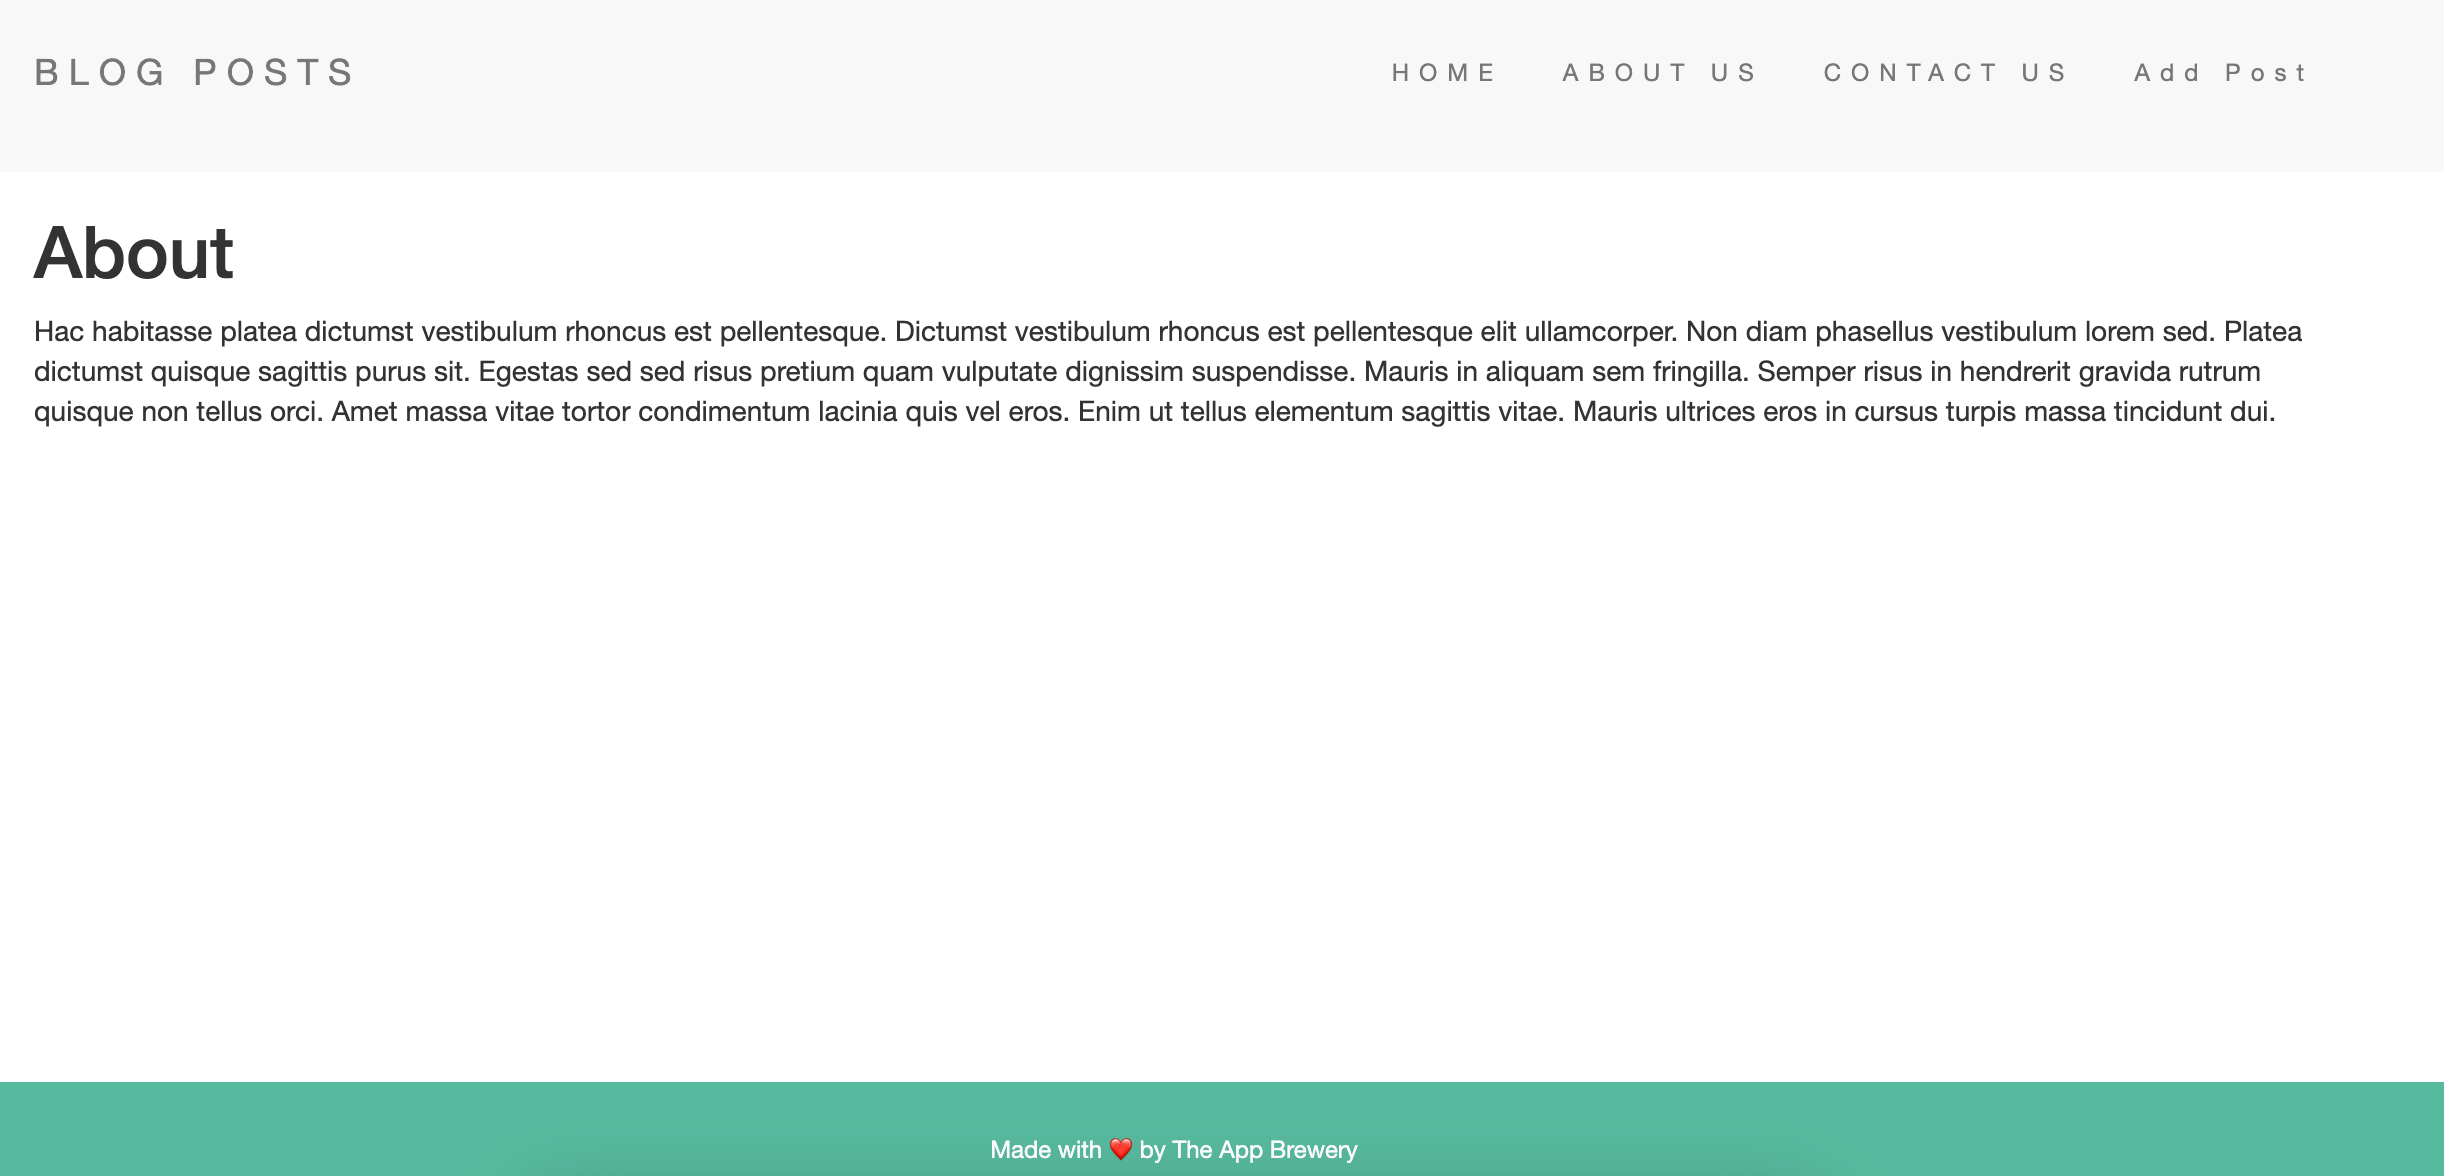 BLOG POSTS
HOME ABOUT US CONTACT US Add Post
About
Hac habitasse platea dictumst vestibulum rhoncus est pellentesque. Dictumst vestibulum rhoncus est pellentesque elit ullamcorper. Non diam phasellus vestibulum lorem sed. Platea
dictumst quisque sagittis purus sit. Egestas sed sed risus pretium quam vulputate dignissim suspendisse. Mauris in aliquam sem fringilla. Semper risus in hendrerit gravida rutrum
quisque non tellus orci. Amet massa vitae tortor condimentum lacinia quis vel eros. Enim ut tellus elementum sagittis vitae. Mauris ultrices eros in cursus turpis massa tincidunt dui.
Made with ❤️ by The App Brewery